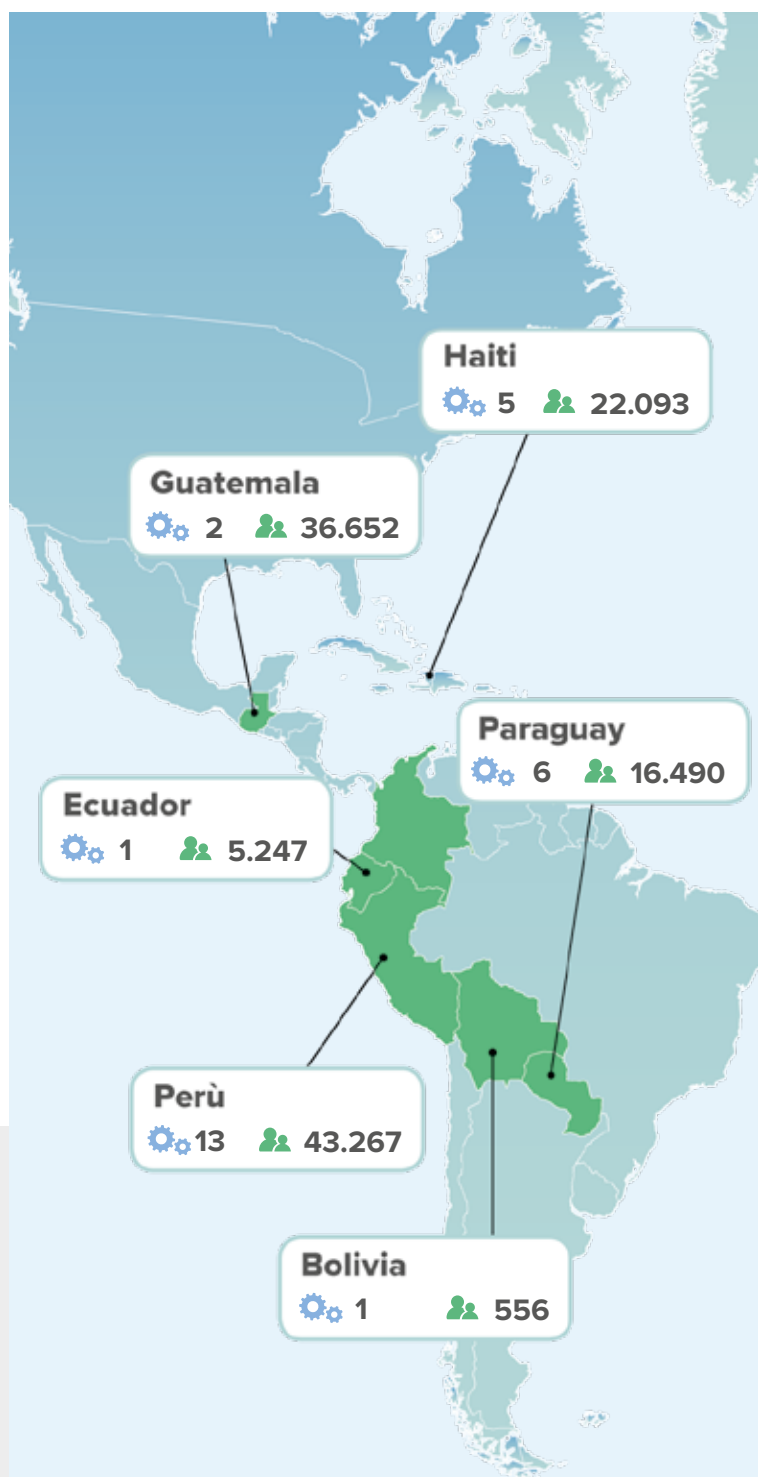 Haiti
5 22.093
Guatemala
2 36.652
Paraguay
6 16.490
Ecuador
1 5.247
Perù
13 43.267
Bolivia
1 556